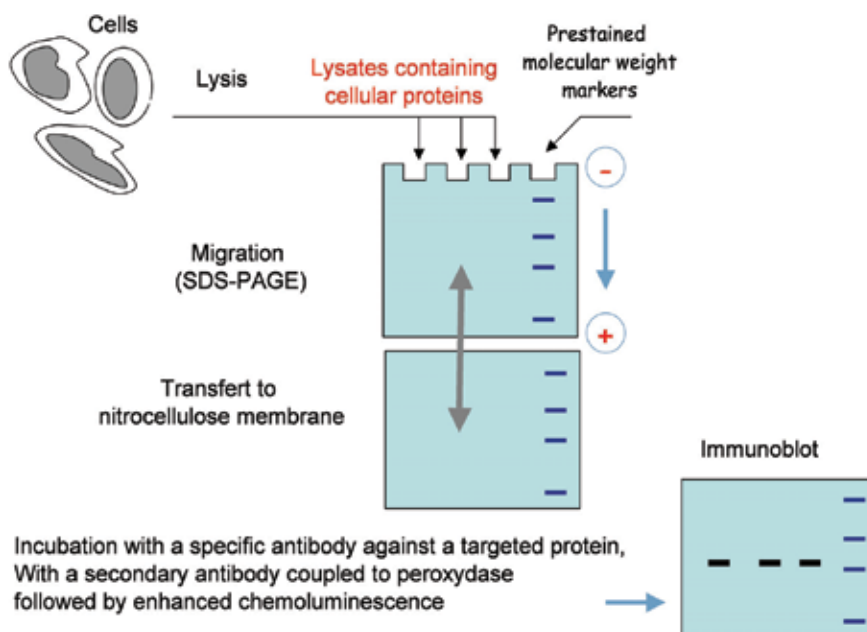 Cells
Prestained
molecular weight
markers
Lysis
Lysates containing
cellular proteins
-
Migration
(SDS-PAGE)
+
Transfert to
nitrocellulose membrane
Immunoblot
Incubation with a specific antibody against a targeted protein,
With a secondary antibody coupled to peroxydase
followed by enhanced chemoluminescence